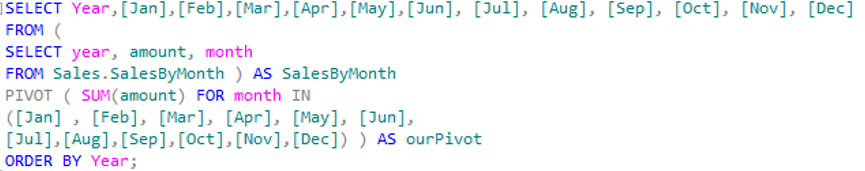 SELECT Year,[Jan],[Feb],[Mar],[Apr],[May],[Jun], [Jul], [Aug], [Sep], [Oct], [Nov], [Dec]
FROM (
SELECT year, amount, month
FROM Sales.SalesByMonth ) AS SalesByMonth
PIVOT ( SUM(amount) FOR month IN
([Jan] , [Feb], [Mar], [Apr], [May], [Jun],
[Jul],[Aug],[Sep],[Oct],[Nov],[Dec]) ) AS ourPivot
ORDER BY Year;